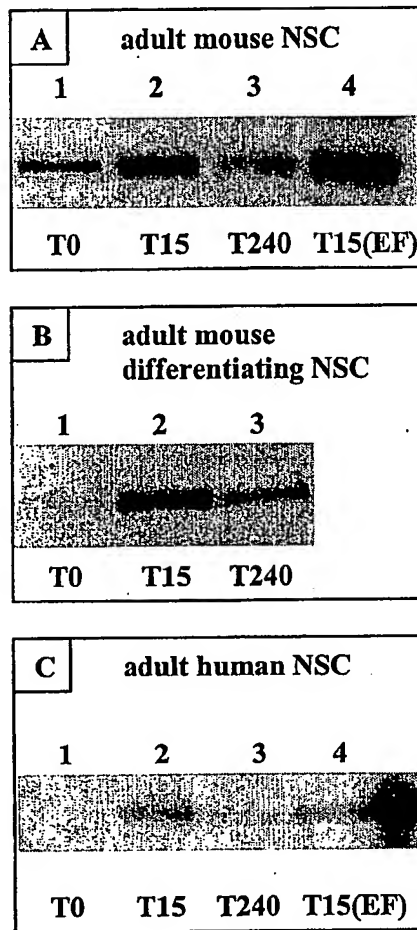 A adult mouse NSC
1 2 3 4
T0 T15 T240 T15(EF)
B adult mouse
differentiating NSC
1 2 3
T0 T15 T240
C adult human NSC
1 2 3 4
T0 T15 T240 T15(EF)